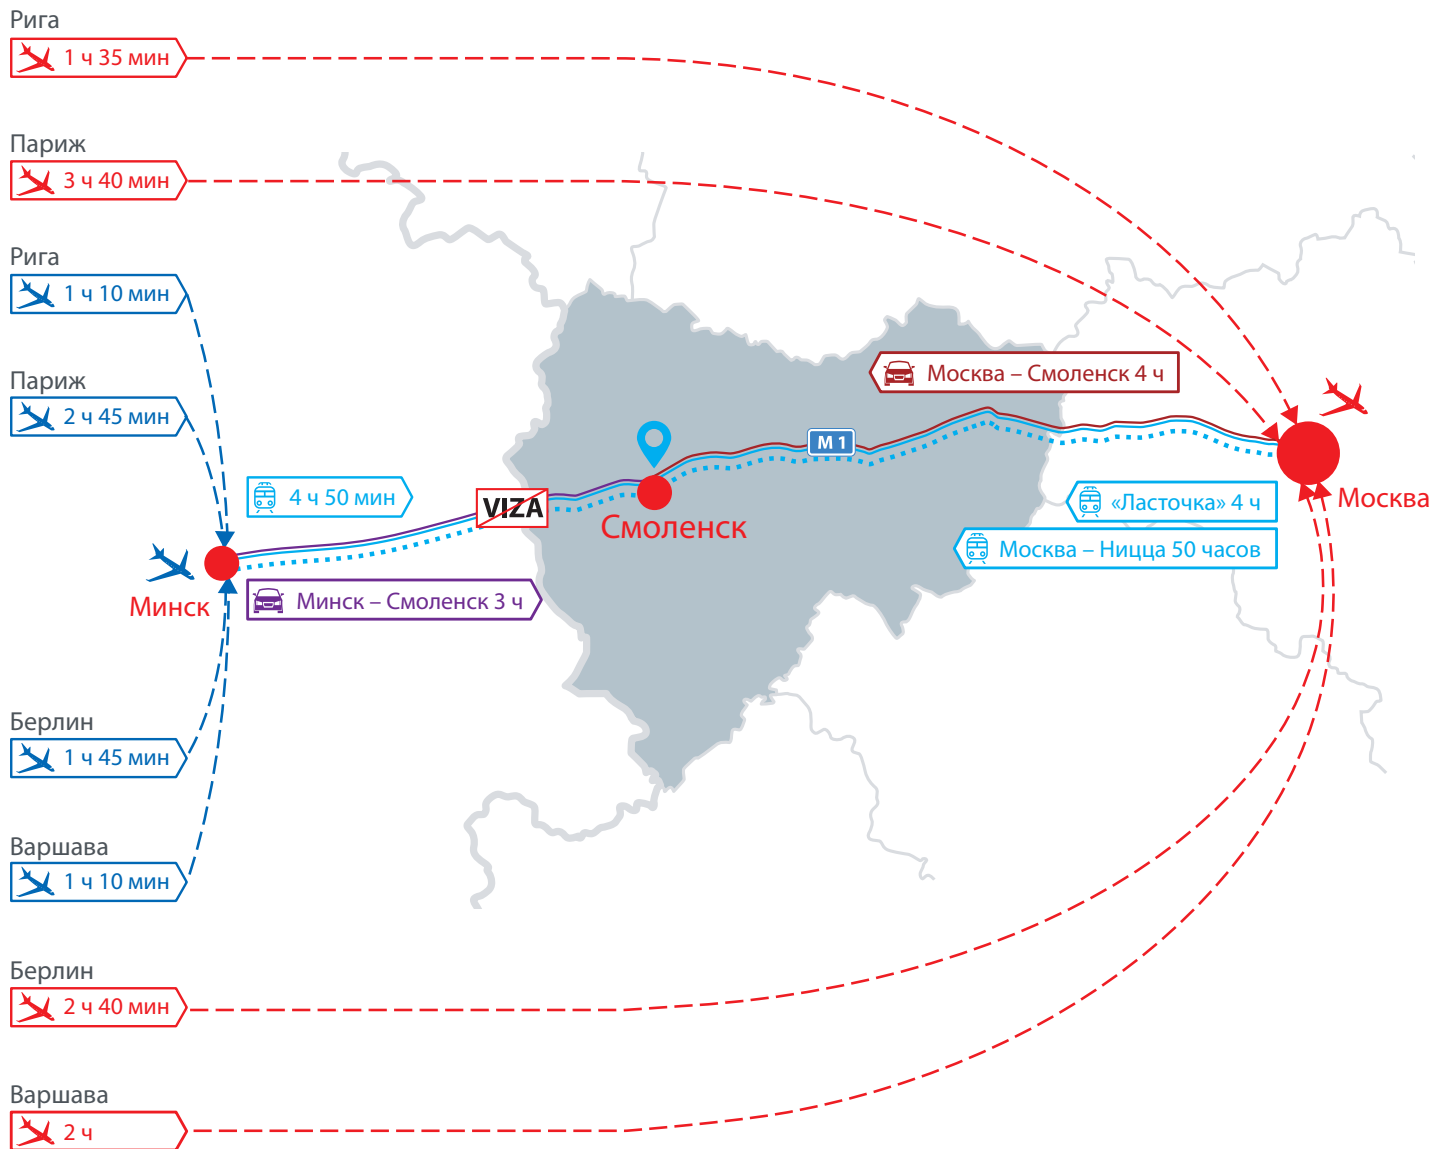 Рига
1 ч 35 мин
Париж
3 ч 40 мин
Рига
1 ч 10 мин
Париж
2 ч 45 мин
Москва – Смоленск 4 ч
M 1
4 ч 50 мин
VIZA
Смоленск
«Ласточка» 4 ч
Москва
Москва – Ницца 50 часов
Минск
Минск – Смоленск 3 ч
Берлин
1 ч 45 мин
Варшава
1 ч 10 мин
Берлин
2 ч 40 мин
Варшава
2 ч